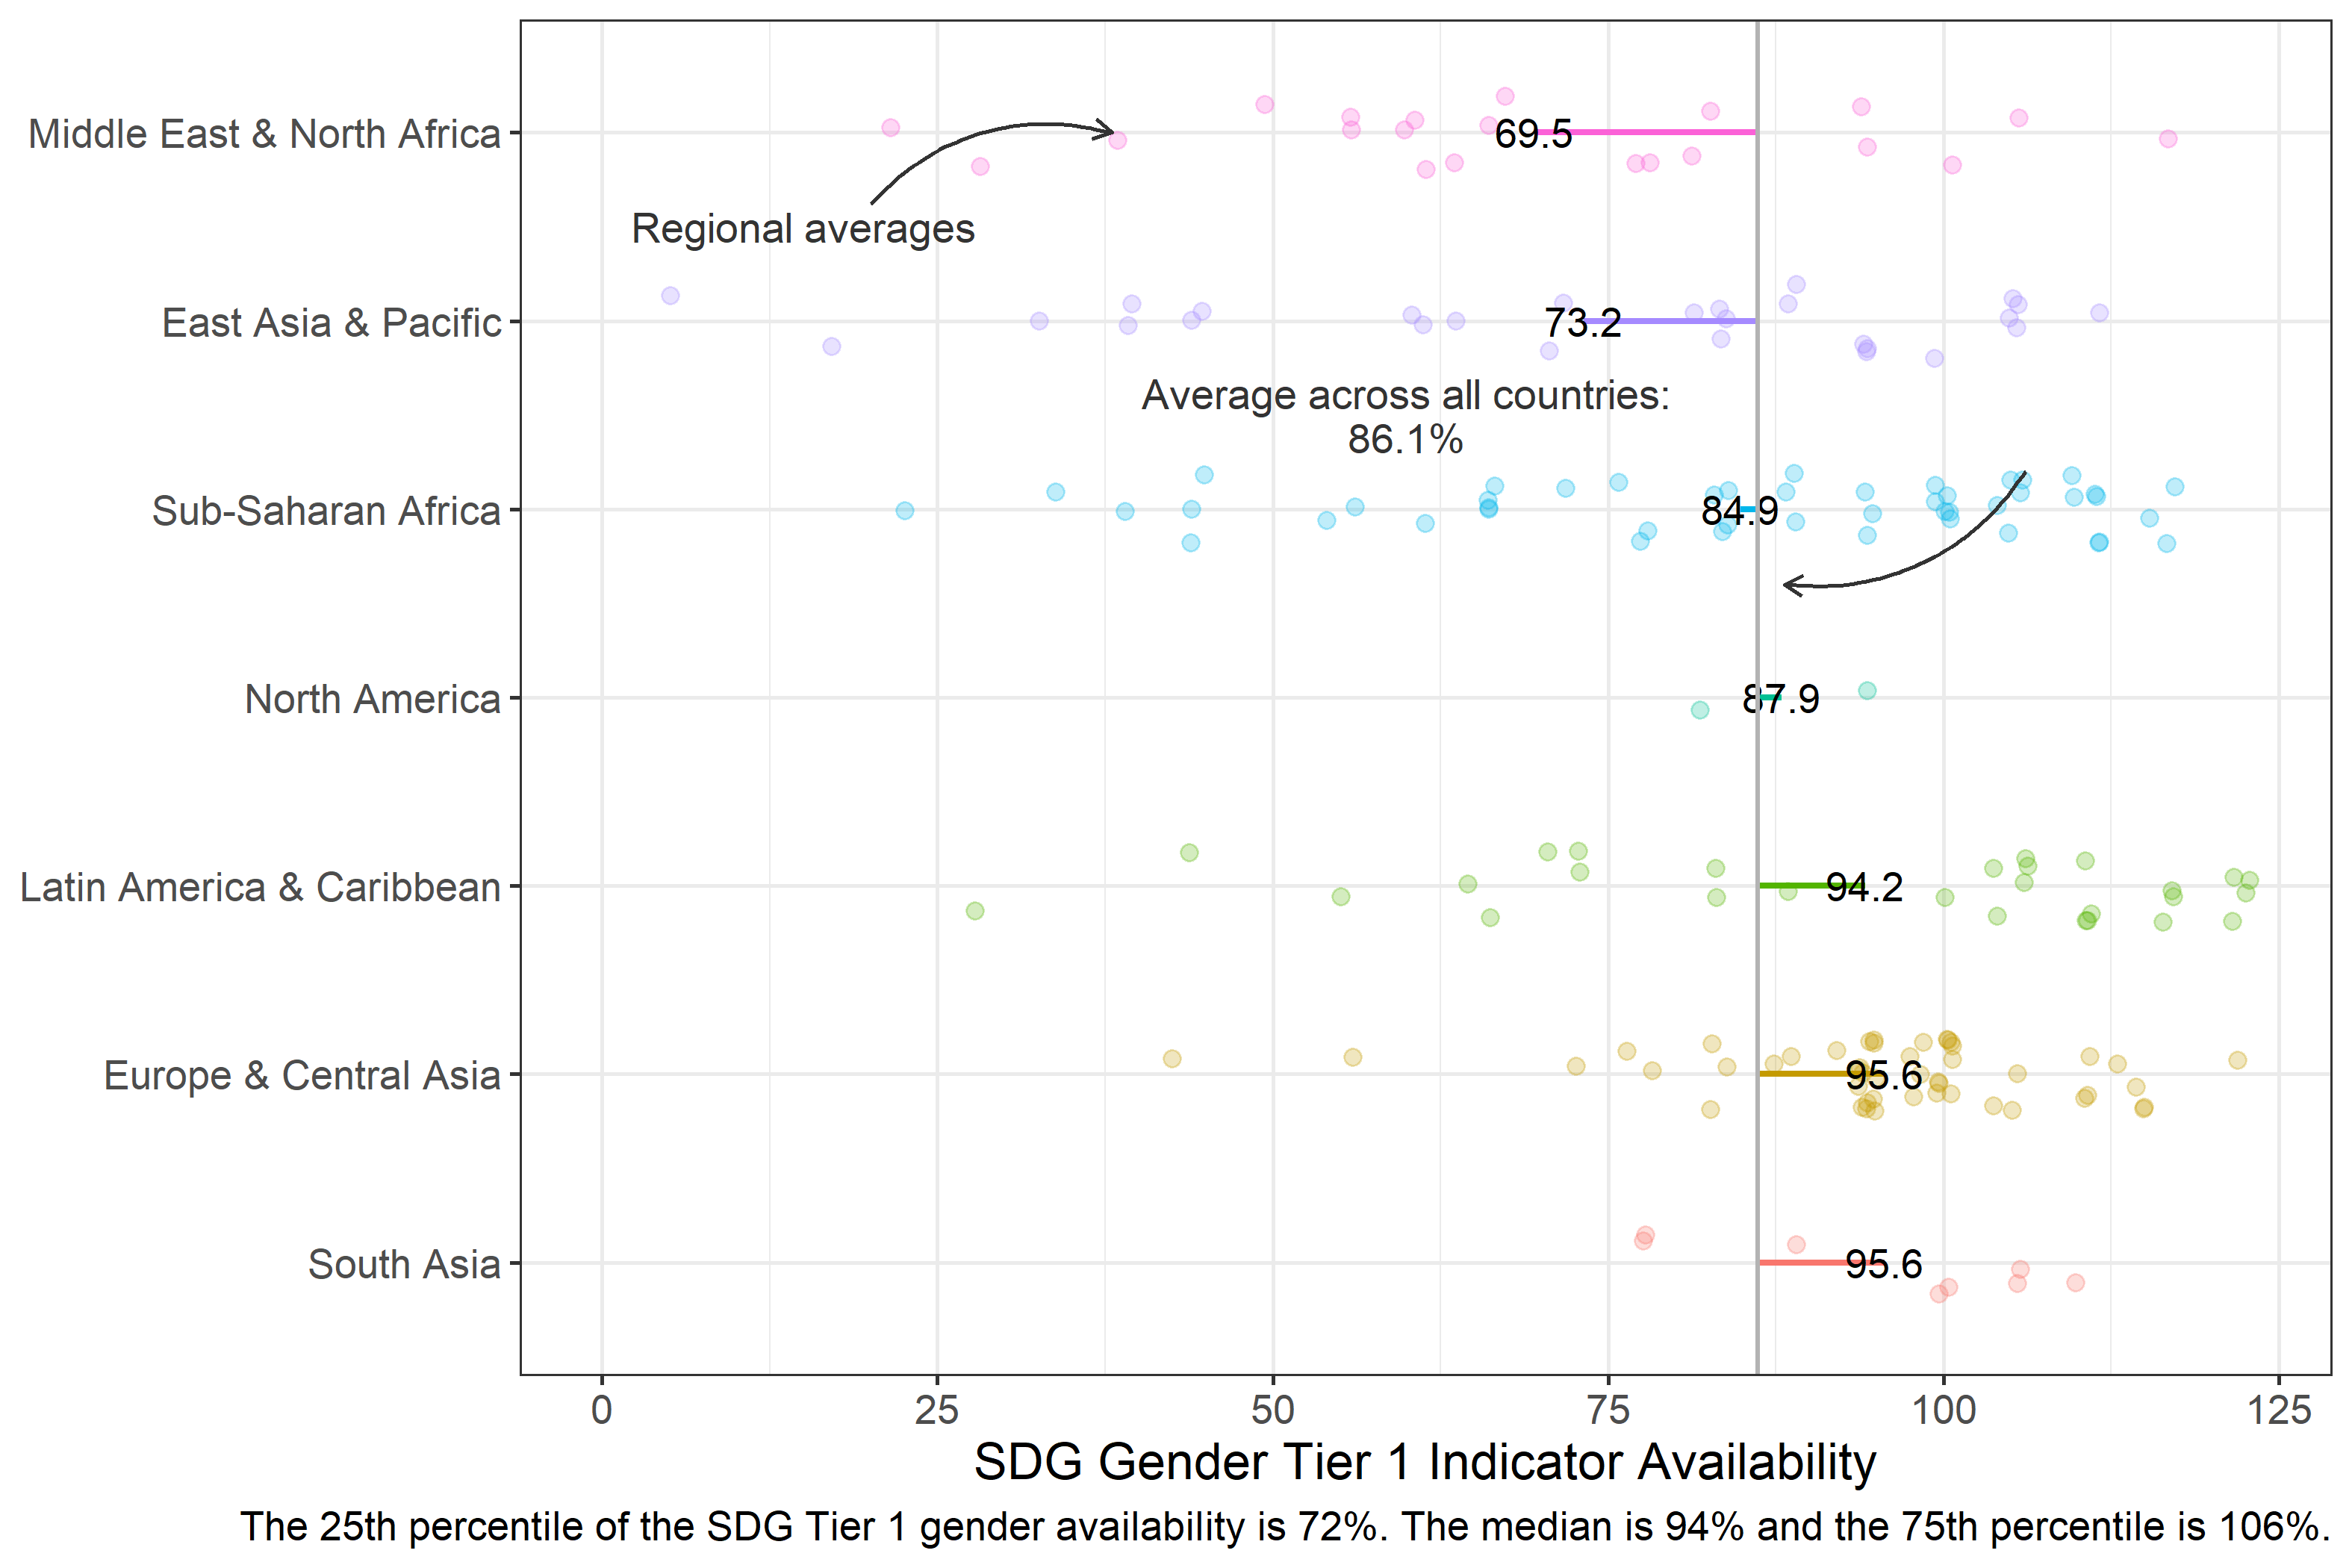 Middle East & North Africa
69.5
Regional averages
East Asia & Pacific
73.2
Average across all countries:
86.1%
Sub-Saharan Africa
84.9
North America
87.9
Latin America & Caribbean
94.2
Europe & Central Asia
95.6
South Asia
95.6
0 25 50 75 100 125
SDG Gender Tier 1 Indicator Availability
The 25th percentile of the SDG Tier 1 gender availability is 72%. The median is 94% and the 75th percentile is 106%.